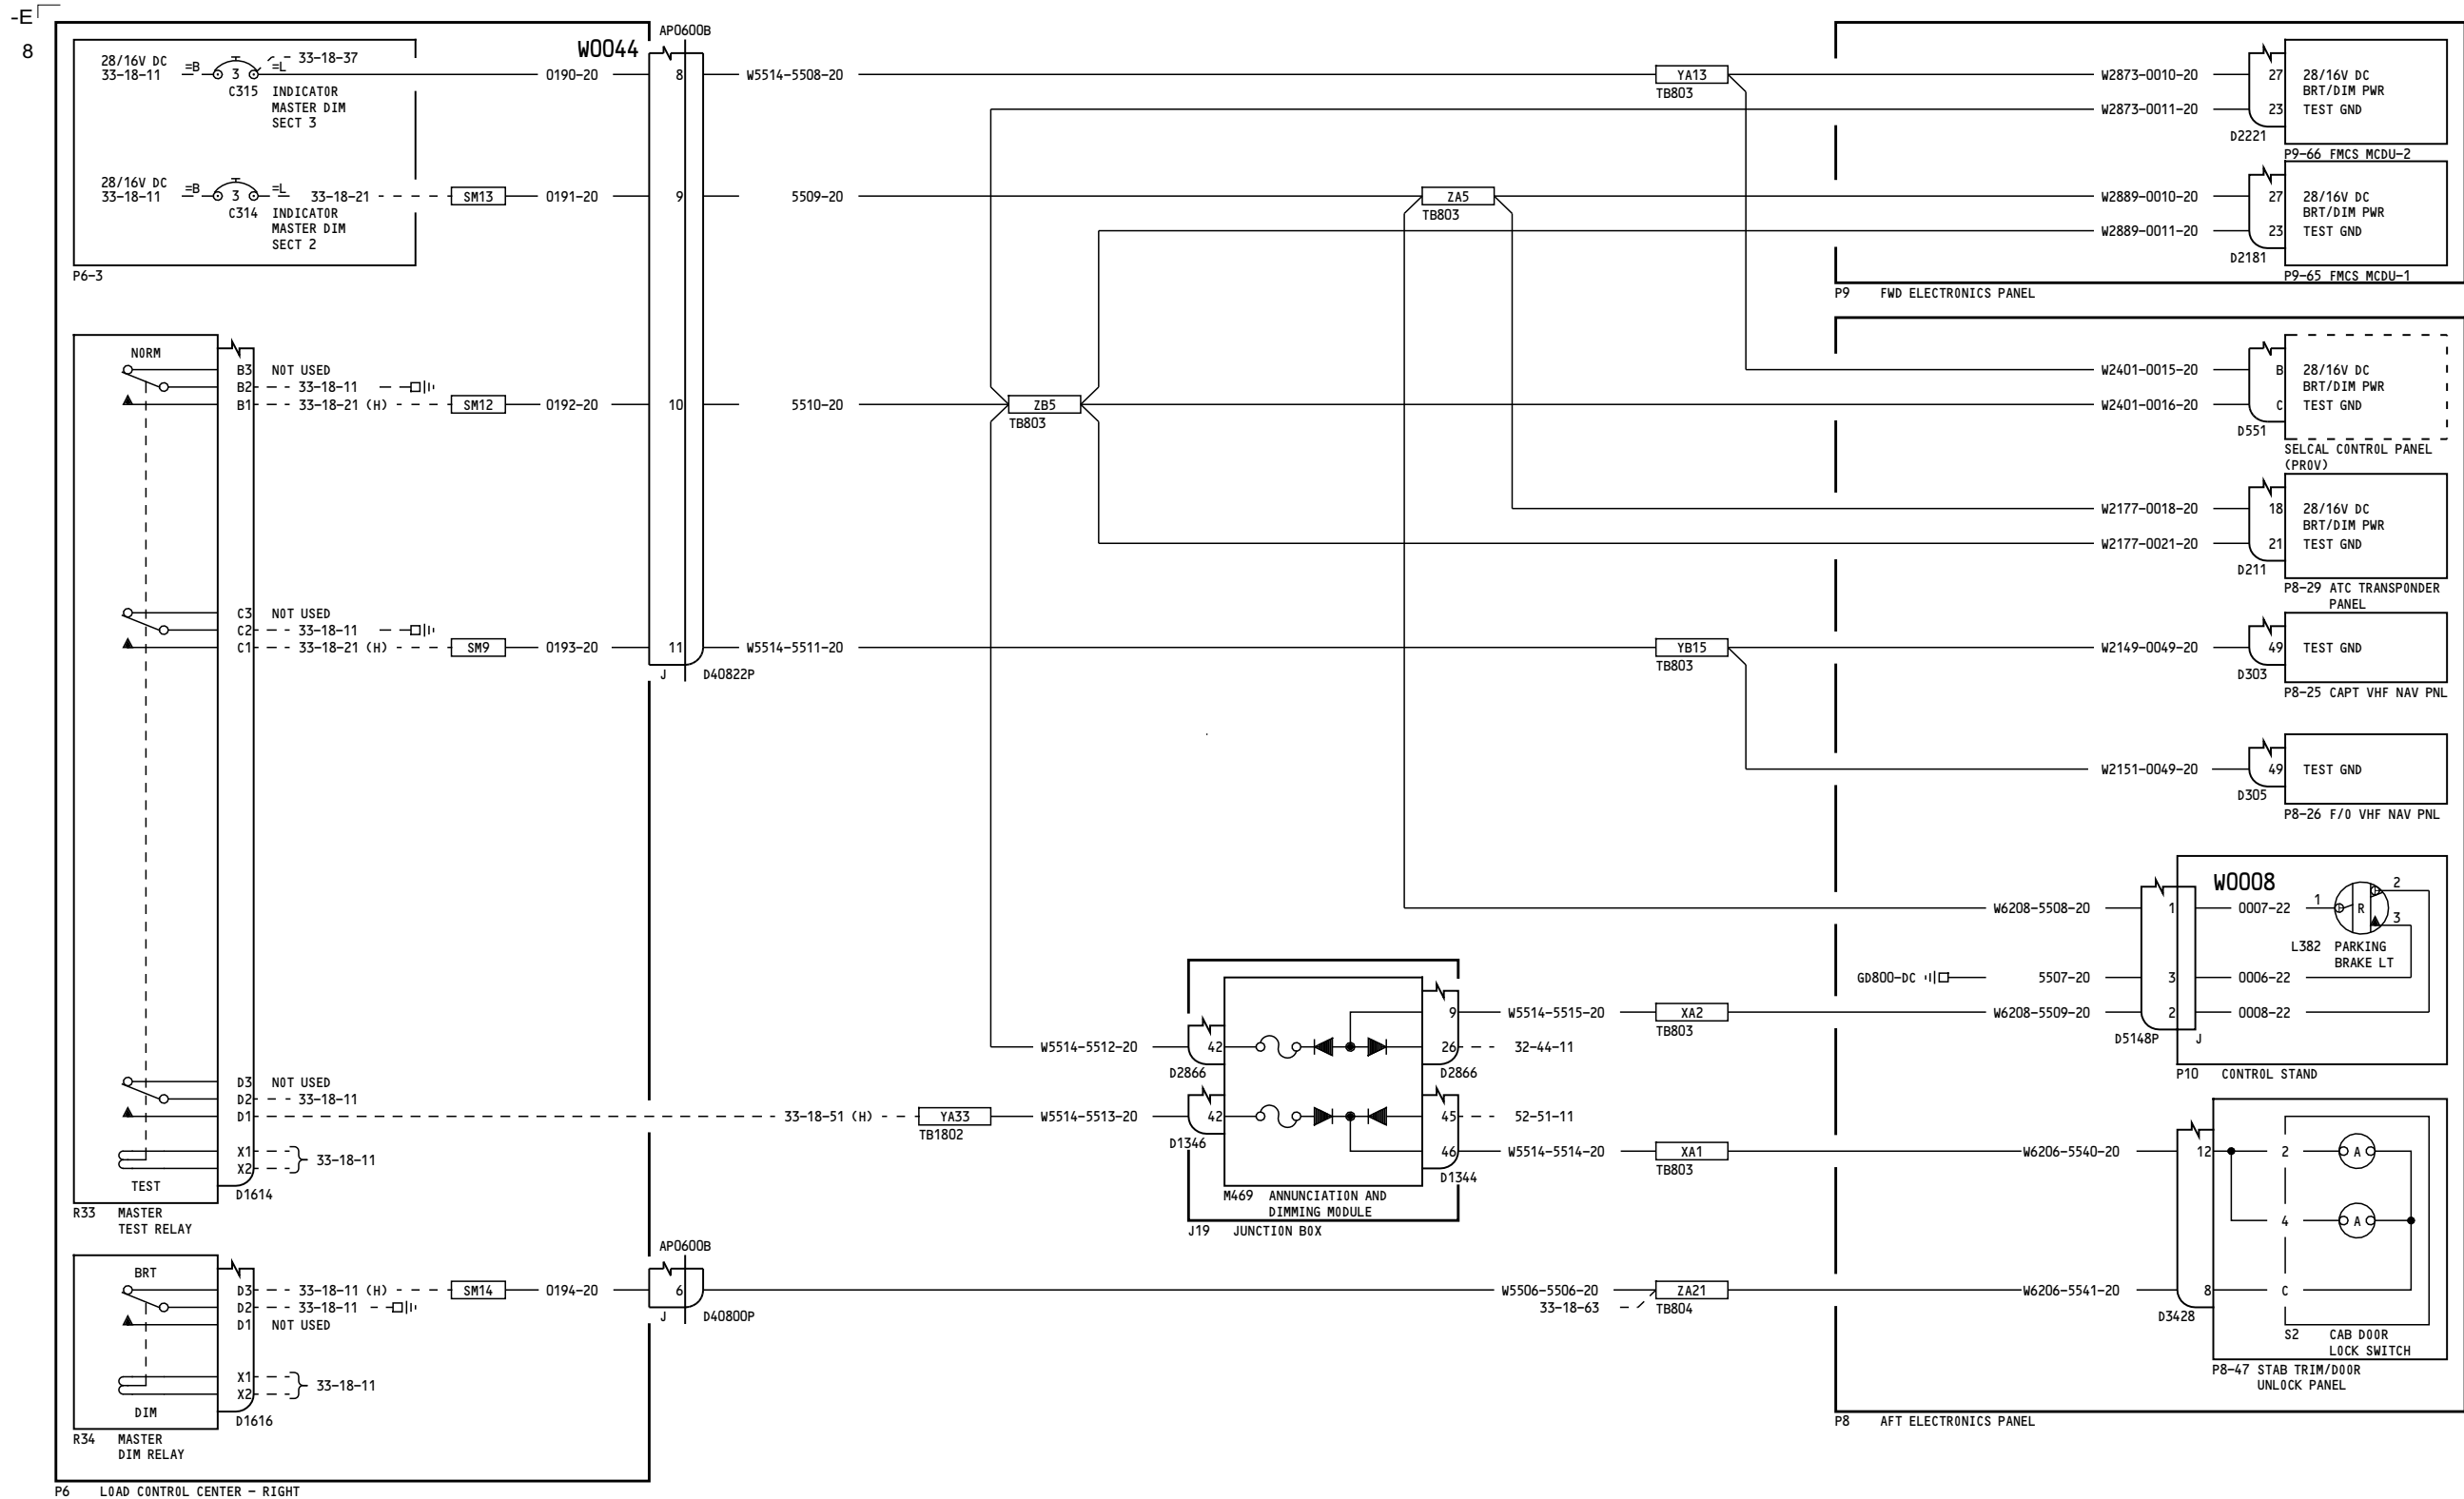 -E
8
28/16V DC
33-18-11
=B
3
=L
33-18-37
C315 INDICATOR
MASTER DIM
SECT 3
W0044
AP0600B
0190-20
8
W5514-5508-20
YA13
TB803
W2873-0010-20
27
28/16V DC
BRT/DIM PWR
W2873-0011-20
23
TEST GND
D2221
P9-66 FMCS MCDU-2
28/16V DC
33-18-11
=B
3
=L
33-18-21
C314 INDICATOR
MASTER DIM
SECT 2
SM13
0191-20
9
5509-20
ZA5
TB803
W2889-0010-20
27
28/16V DC
BRT/DIM PWR
W2889-0011-20
23
TEST GND
D2181
P9-65 FMCS MCDU-1
P6-3
P9 FWD ELECTRONICS PANEL
NORM
B3 NOT USED
B2 33-18-11
B1 33-18-21 (H)
SM12
0192-20
10
5510-20
ZB5
TB803
W2401-0015-20
B
28/16V DC
BRT/DIM PWR
W2401-0016-20
C
TEST GND
D551
SELCAL CONTROL PANEL
(PROV)
W2177-0018-20
18
28/16V DC
BRT/DIM PWR
W2177-0021-20
21
TEST GND
D211
P8-29 ATC TRANSPONDER
PANEL
C3 NOT USED
C2 33-18-11
C1 33-18-21 (H)
SM9
0193-20
11
J
D40822P
W5514-5511-20
YB15
TB803
W2149-0049-20
49
TEST GND
D303
P8-25 CAPT VHF NAV PNL
W2151-0049-20
49
TEST GND
D305
P8-26 F/O VHF NAV PNL
W0008
W6208-5508-20
1
0007-22
1
R
2
3
L382 PARKING
BRAKE LT
GD800-DC
5507-20
3
0006-22
W6208-5509-20
2
0008-22
D5148P
J
P10 CONTROL STAND
W5514-5512-20
42
D2866
9
W5514-5515-20
XA2
TB803
26
32-44-11
D2866
D3 NOT USED
D2 33-18-11
D1
33-18-51 (H)
YA33
TB1802
W5514-5513-20
42
D1346
45
52-51-11
46
W5514-5514-20
XA1
TB803
D1344
M469 ANNUNCIATION AND
DIMMING MODULE
J19 JUNCTION BOX
X1
X2
33-18-11
TEST
D1614
R33 MASTER
TEST RELAY
W6206-5540-20
12
2
A
4
A
BRT
D3 33-18-11 (H)
D2 33-18-11
D1 NOT USED
SM14
0194-20
AP0600B
6
J
D40800P
W5506-5506-20
33-18-63
ZA21
TB804
W6206-5541-20
8
C
D3428
S2 CAB DOOR
LOCK SWITCH
P8-47 STAB TRIM/DOOR
UNLOCK PANEL
X1
X2
33-18-11
DIM
D1616
R34 MASTER
DIM RELAY
P8 AFT ELECTRONICS PANEL
P6 LOAD CONTROL CENTER - RIGHT